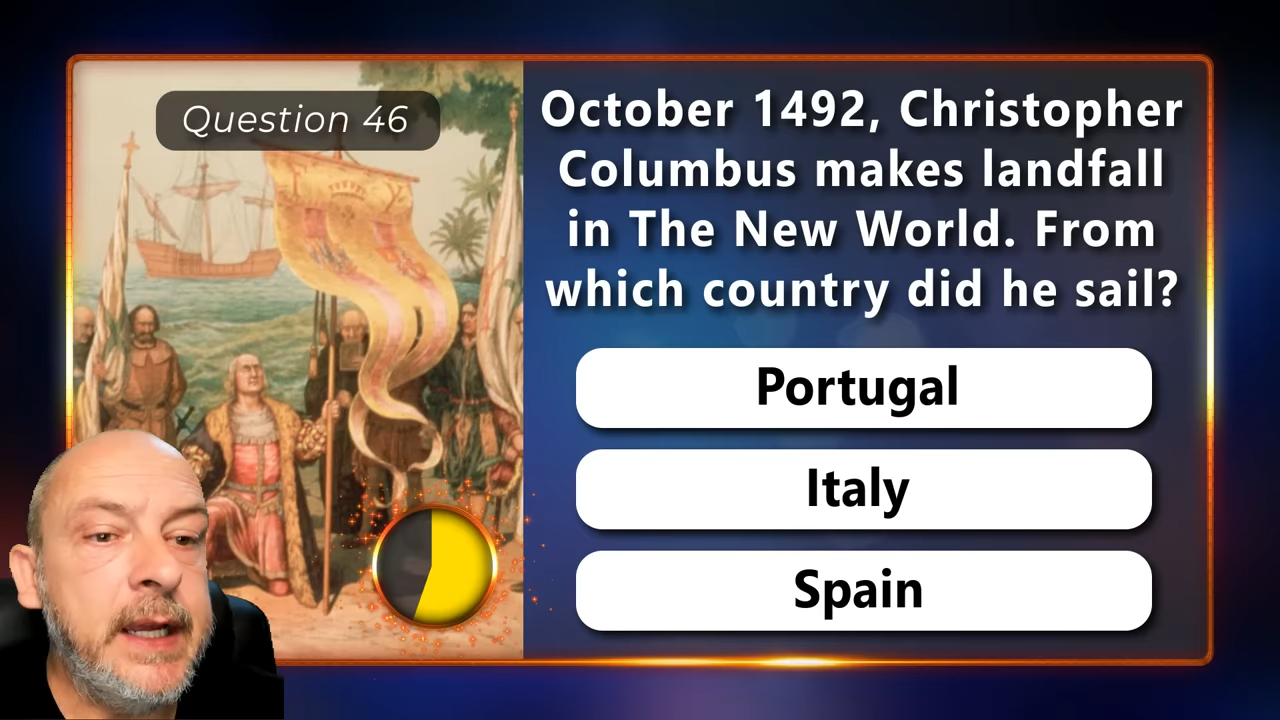 Question 46
October 1492, Christopher
Columbus makes landfall
in The New World. From
which country did he sail?
Portugal
Italy
Spain